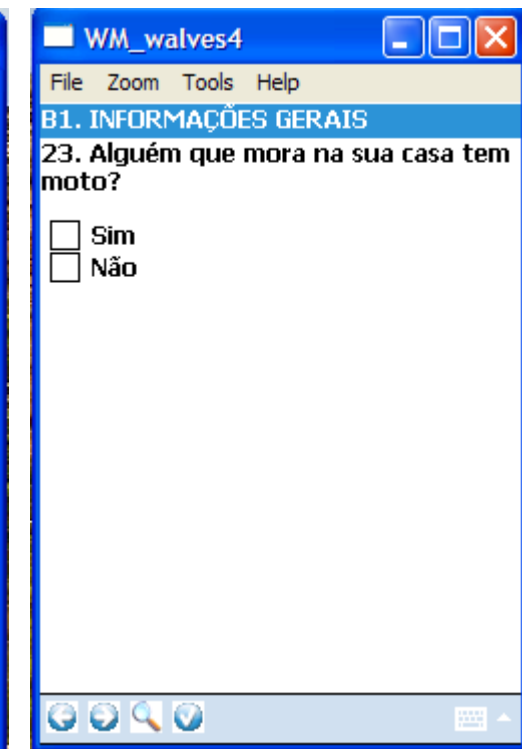 WM_walves4
File Zoom Tools Help
B1. INFORMAÇÕES GERAIS
23. Alguém que mora na sua casa tem
moto?
Sim
Não